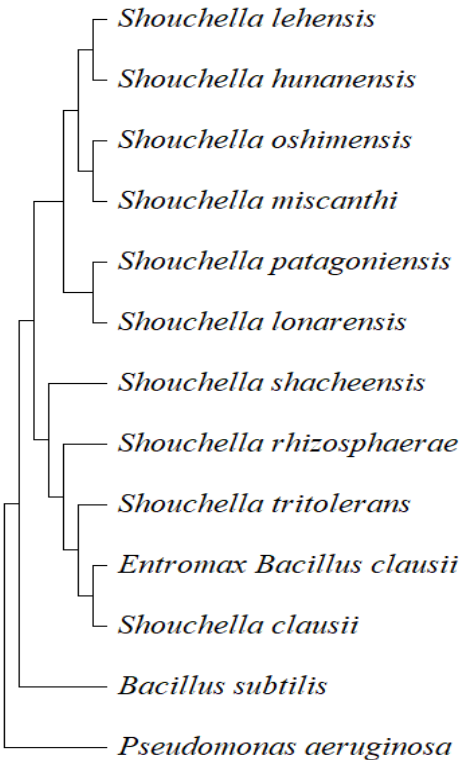 Shouchella lehensis
Shouchella hunanensis
Shouchella oshimensis
Shouchella miscanthi
Shouchella patagoniensis
Shouchella lonarensis
Shouchella shacheensis
Shouchella rhizosphaerae
Shouchella tritolerans
Entromax Bacillus clausii
Shouchella clausii
Bacillus subtilis
Pseudomonas aeruginosa